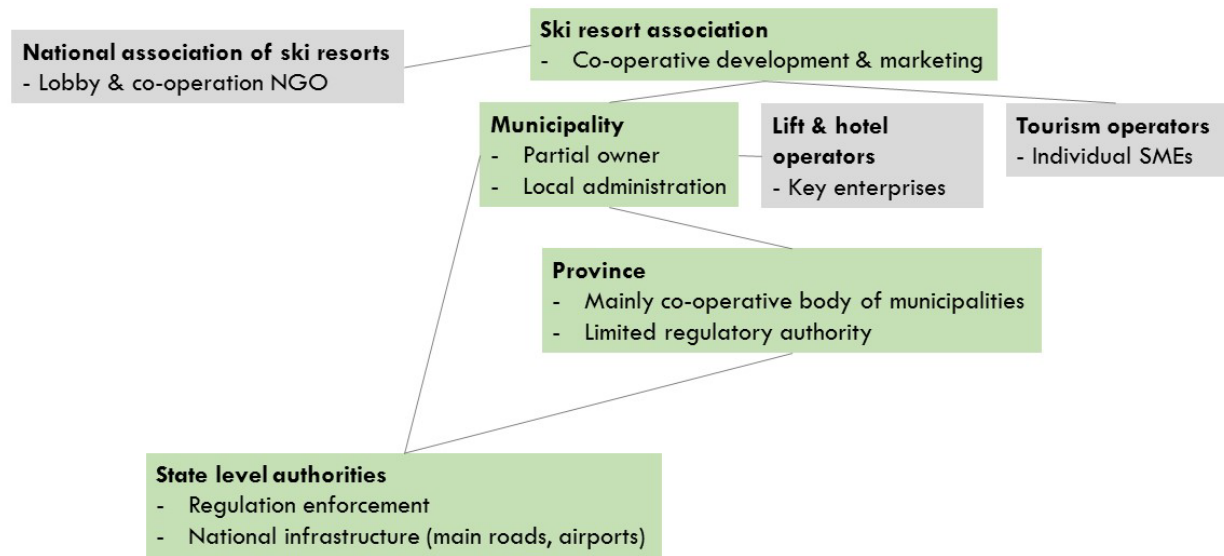 National association of ski resorts
- Lobby & co-operation NGO
Ski resort association
- Co-operative development & marketing
Municipality
- Partial owner
- Local administration
Lift & hotel
operators
- Key enterprises
Tourism operators
- Individual SMEs
Province
- Mainly co-operative body of municipalities
- Limited regulatory authority
State level authorities
- Regulation enforcement
- National infrastructure (main roads, airports)